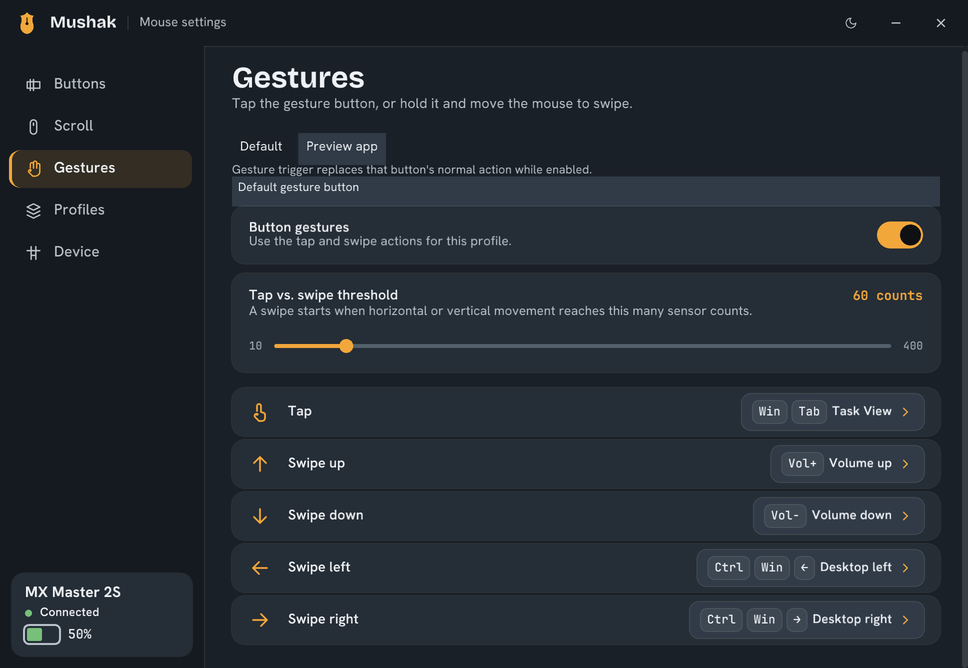 Mushak
Mouse settings
Buttons
Scroll
Gestures
Profiles
Device
MX Master 2S
Connected
50%
Gestures
Tap the gesture button, or hold it and move the mouse to swipe.
Default Preview app
Gesture trigger replaces that button's normal action while enabled.
Default gesture button
Button gestures
Use the tap and swipe actions for this profile.
Tap vs. swipe threshold 60 counts
A swipe starts when horizontal or vertical movement reaches this many sensor counts.
10 400
Tap Win Tab Task View
Swipe up Vol+ Volume up
Swipe down Vol- Volume down
Swipe left Ctrl Win ← Desktop left
Swipe right Ctrl Win → Desktop right